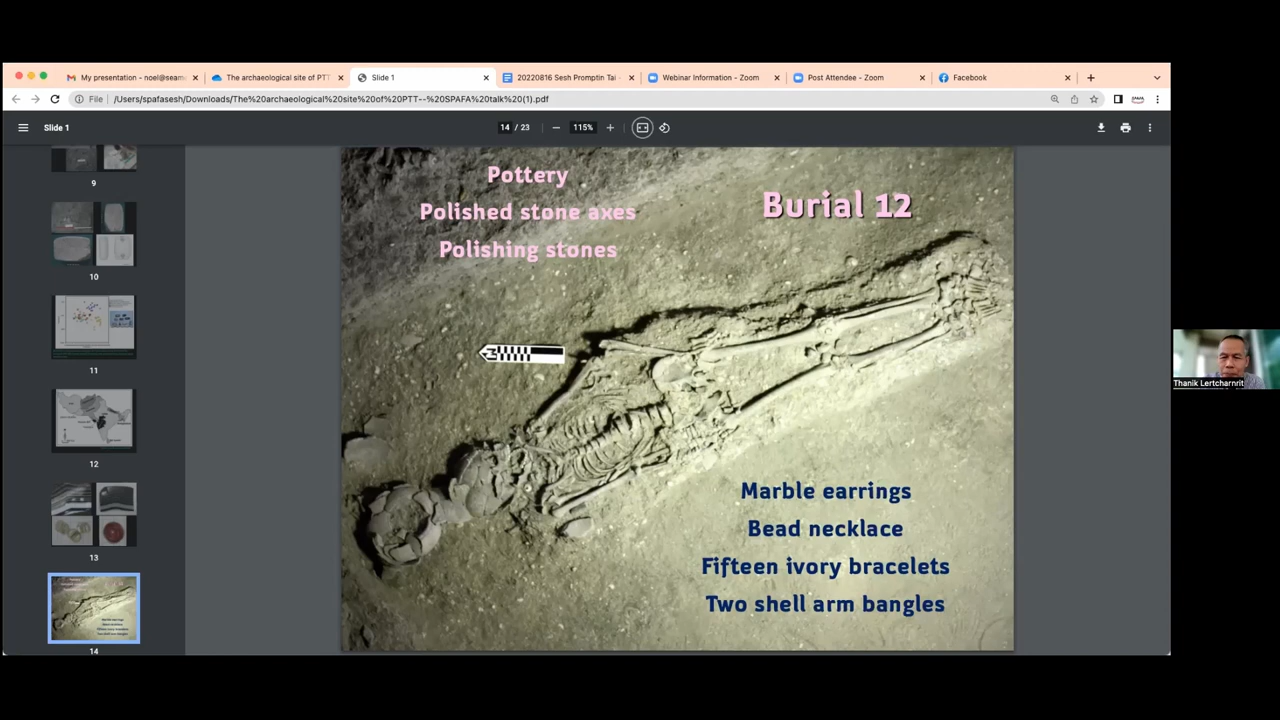 My presentation - noel@seam
The archaeological site of PTT
Slide 1
20220816 Sesh Promptin Tai
Webinar Information - Zoom
Post Attendee - Zoom
Facebook
File
/Users/spafasesh/Downloads/The%20archaeological%20site%20of%20PTT--%20SPAFA%20talk%20(1).pdf
Slide 1
14 / 23
115%
9
10
11
12
13
14
Pottery
Polished stone axes
Polishing stones
Burial 12
Marble earrings
Bead necklace
Fifteen ivory bracelets
Two shell arm bangles
Thanik Lertcharnrit